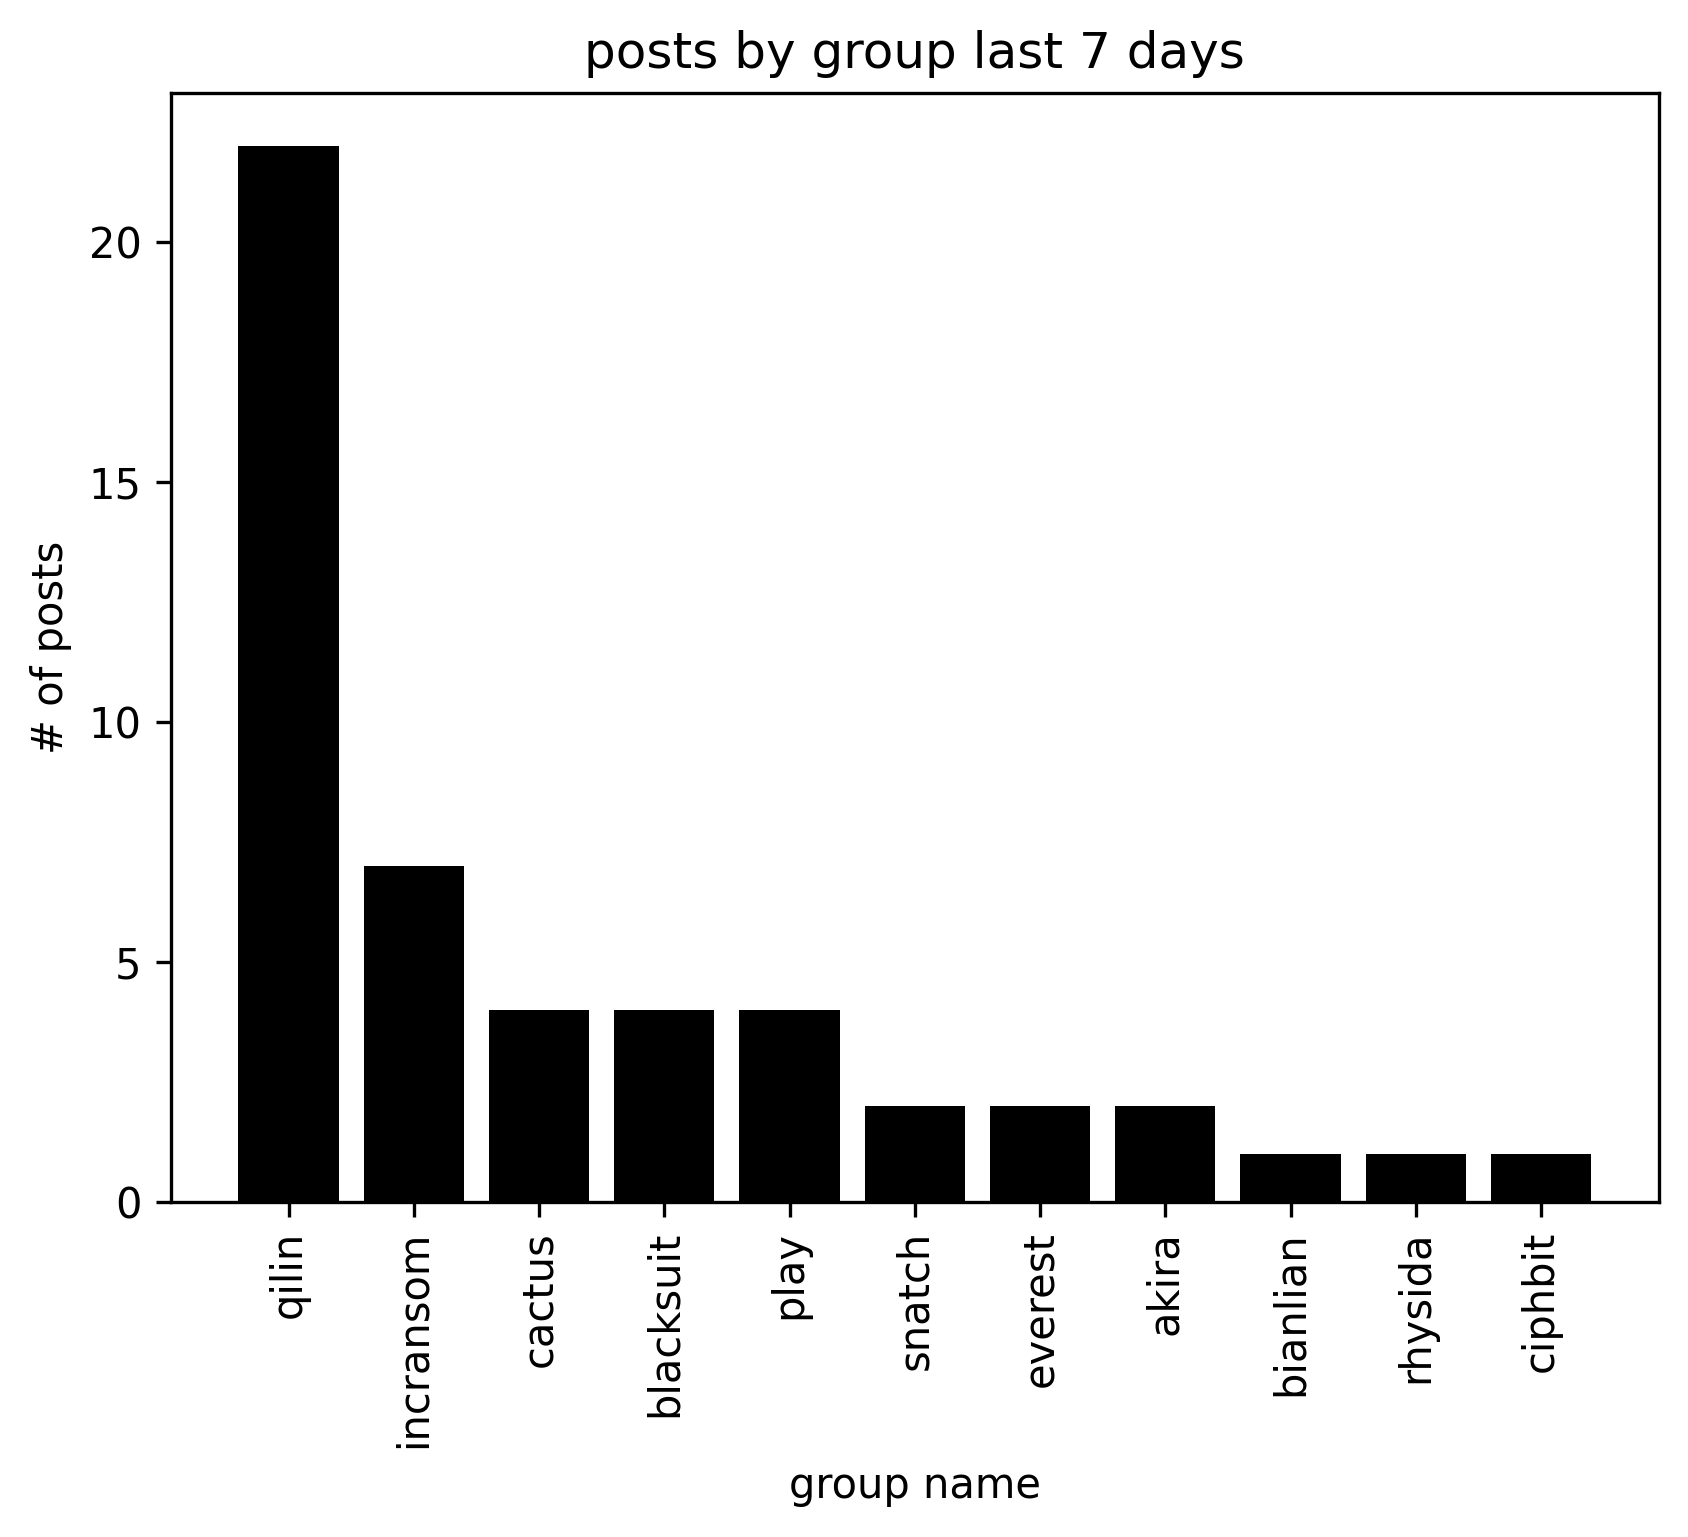 posts by group last 7 days
# of posts
20
15
10
5
0
qilin
incransom
cactus
blacksuit
play
snatch
everest
akira
bianlian
rhysida
ciphbit
group name